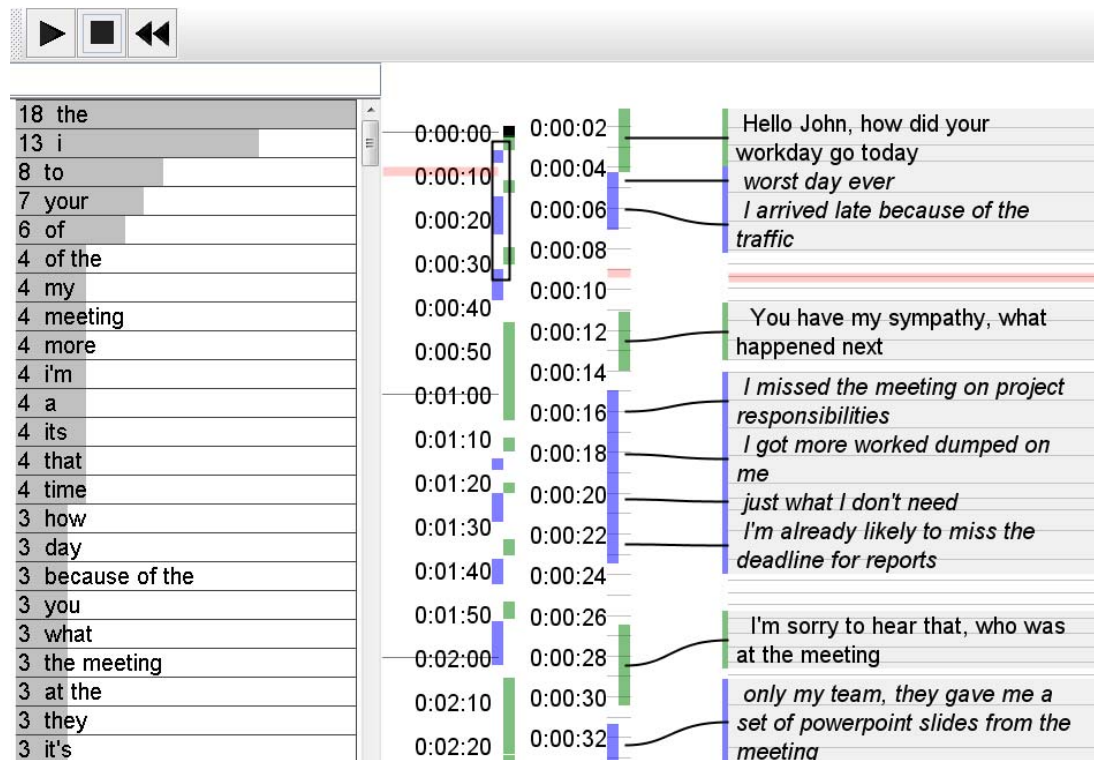 18 the
13 i
8 to
7 your
6 of
4 of the
4 my
4 meeting
4 more
4 i'm
4 a
4 its
4 that
4 time
3 how
3 day
3 because of the
3 you
3 what
3 the meeting
3 at the
3 they
3 it's
0:00:00
0:00:10
0:00:20
0:00:30
0:00:40
0:00:50
0:01:00
0:01:10
0:01:20
0:01:30
0:01:40
0:01:50
0:02:00
0:02:10
0:02:20
0:00:02
0:00:04
0:00:06
0:00:08
0:00:10
0:00:12
0:00:14
0:00:16
0:00:18
0:00:20
0:00:22
0:00:24
0:00:26
0:00:28
0:00:30
0:00:32
Hello John, how did your
workday go today
worst day ever
I arrived late because of the
traffic
You have my sympathy, what
happened next
I missed the meeting on project
responsibilities
I got more worked dumped on
me
just what I don't need
I'm already likely to miss the
deadline for reports
I'm sorry to hear that, who was
at the meeting
only my team, they gave me a
set of powerpoint slides from the
meeting